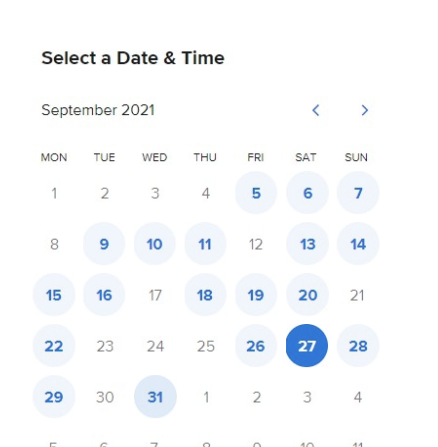 Select a Date & Time
September 2021
MON TUE WED THU FRI SAT SUN
1 2 3 4 5 6 7
8 9 10 11 12 13 14
15 16 17 18 19 20 21
22 23 24 25 26 27 28
29 30 31 1 2 3 4